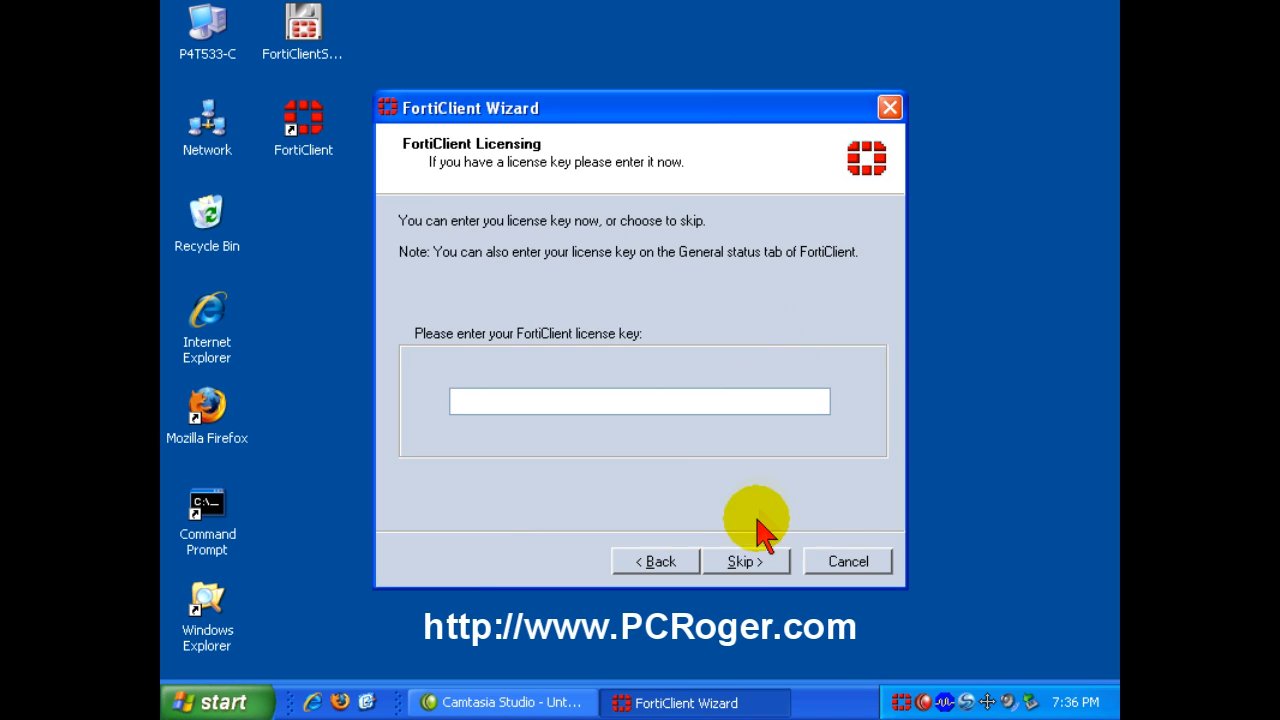 P4T533-C
FortiClientS...
Network
FortiClient
Recycle Bin
Internet
Explorer
Mozilla Firefox
C:\_
Command
Prompt
Windows
Explorer
FortiClient Wizard
FortiClient Licensing
If you have a license key please enter it now.
You can enter you license key now, or choose to skip.
Note: You can also enter your license key on the General status tab of FortiClient.
Please enter your FortiClient license key:
< Back
Skip >
Cancel
http://www.PCRoger.com
start
Camtasia Studio - Unt...
FortiClient Wizard
7:36 PM